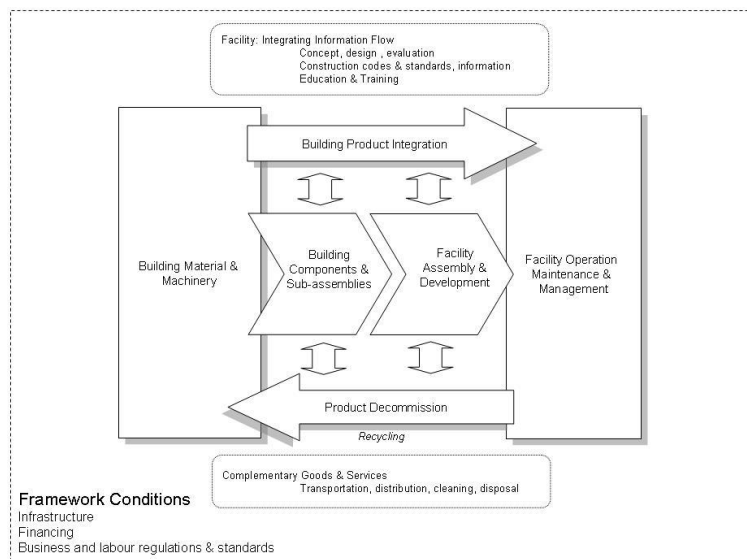 Facility: Integrating Information Flow
Concept, design , evaluation
Construction codes & standards, information
Education & Training
Building Product Integration
Building Material &
Machinery
Building
Components &
Sub-assemblies
Facility
Assembly &
Development
Facility Operation
Maintenance &
Management
Product Decommission
Recycling
Complementary Goods & Services
Transportation, distribution, cleaning, disposal
Framework Conditions
Infrastructure
Financing
Business and labour regulations & standards